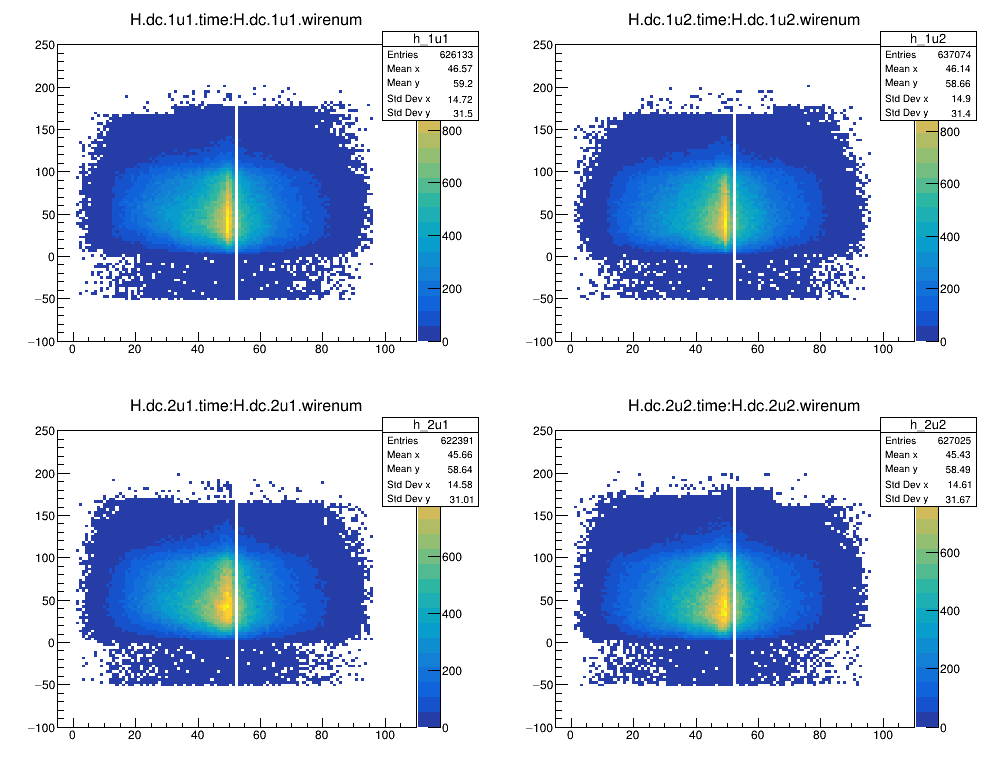 H.dc.1u1.time:H.dc.1u1.wirenum
h_1u1
Entries 626133
Mean x 46.57
Mean y 59.2
Std Dev x 14.72
Std Dev y 31.5
250
200
150
100
50
0
−50
−100
0 20 40 60 80 100
800
600
400
200
0
H.dc.1u2.time:H.dc.1u2.wirenum
h_1u2
Entries 637074
Mean x 46.14
Mean y 58.66
Std Dev x 14.9
Std Dev y 31.4
250
200
150
100
50
0
−50
−100
0 20 40 60 80 100
800
600
400
200
0
H.dc.2u1.time:H.dc.2u1.wirenum
h_2u1
Entries 622391
Mean x 45.66
Mean y 58.64
Std Dev x 14.58
Std Dev y 31.01
250
200
150
100
50
0
−50
−100
0 20 40 60 80 100
600
400
200
0
H.dc.2u2.time:H.dc.2u2.wirenum
h_2u2
Entries 627025
Mean x 45.43
Mean y 58.49
Std Dev x 14.61
Std Dev y 31.67
250
200
150
100
50
0
−50
−100
0 20 40 60 80 100
600
400
200
0